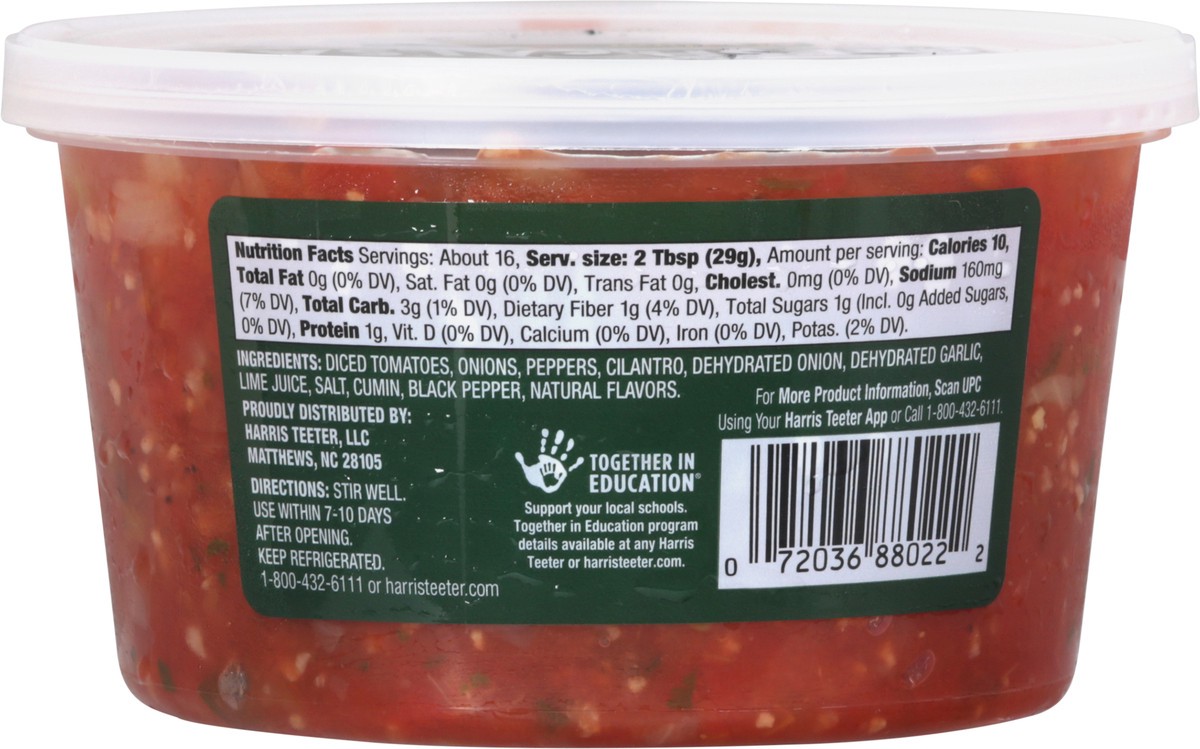 Nutrition Facts Servings: About 16, Serv. size: 2 Tbsp (29g), Amount per serving: Calories 10,
Total Fat 0g (0% DV), Sat. Fat 0g (0% DV), Trans Fat 0g, Cholest. 0mg (0% DV), Sodium 160mg
(7% DV), Total Carb. 3g (1% DV), Dietary Fiber 1g (4% DV), Total Sugars 1g (Incl. 0g Added Sugars,
0% DV), Protein 1g, Vit. D (0% DV), Calcium (0% DV), Iron (0% DV), Potas. (2% DV).
INGREDIENTS: DICED TOMATOES, ONIONS, PEPPERS, CILANTRO, DEHYDRATED ONION, DEHYDRATED GARLIC,
LIME JUICE, SALT, CUMIN, BLACK PEPPER, NATURAL FLAVORS.
PROUDLY DISTRIBUTED BY:
HARRIS TEETER, LLC
MATTHEWS, NC 28105
DIRECTIONS: STIR WELL.
USE WITHIN 7-10 DAYS
AFTER OPENING.
KEEP REFRIGERATED.
1-800-432-6111 or harristeeter.com
TOGETHER IN
EDUCATION®
Support your local schools.
Together in Education program
details available at any Harris
Teeter or harristeeter.com.
For More Product Information, Scan UPC
Using Your Harris Teeter App or Call 1-800-432-6111.
0 72036 88022 2